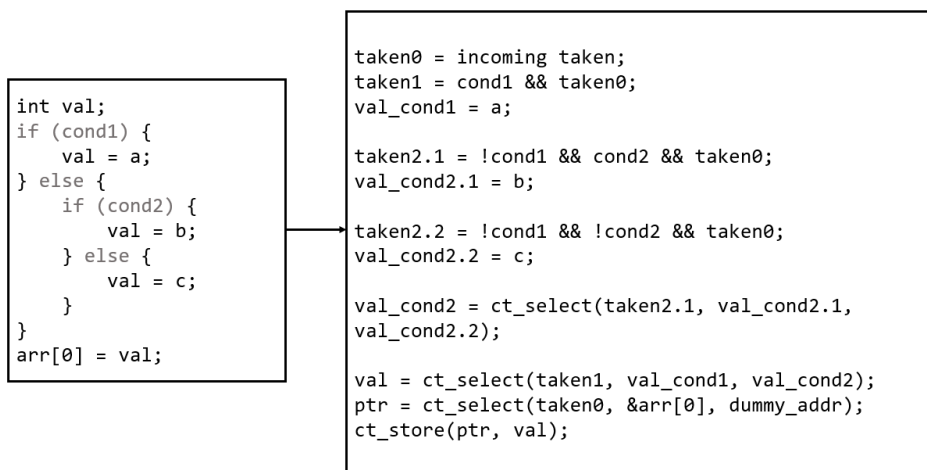 int val;
if (cond1) {
    val = a;
} else {
    if (cond2) {
        val = b;
    } else {
        val = c;
    }
}
arr[0] = val;
taken0 = incoming taken;
taken1 = cond1 && taken0;
val_cond1 = a;
taken2.1 = !cond1 && cond2 && taken0;
val_cond2.1 = b;
taken2.2 = !cond1 && !cond2 && taken0;
val_cond2.2 = c;
val_cond2 = ct_select(taken2.1, val_cond2.1,
val_cond2.2);
val = ct_select(taken1, val_cond1, val_cond2);
ptr = ct_select(taken0, &arr[0], dummy_addr);
ct_store(ptr, val);